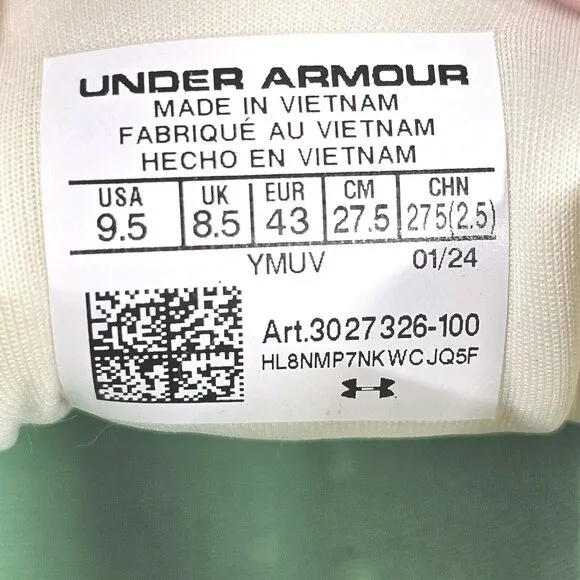 UNDER ARMOUR
MADE IN VIETNAM
FABRIQUÉ AU VIETNAM
HECHO EN VIETNAM
USA UK EUR CM CHN
9.5 8.5 43 27.5 275(2.5)
YMUV 01/24
Art.3027326-100
HL8NMP7NKWCJQ5F